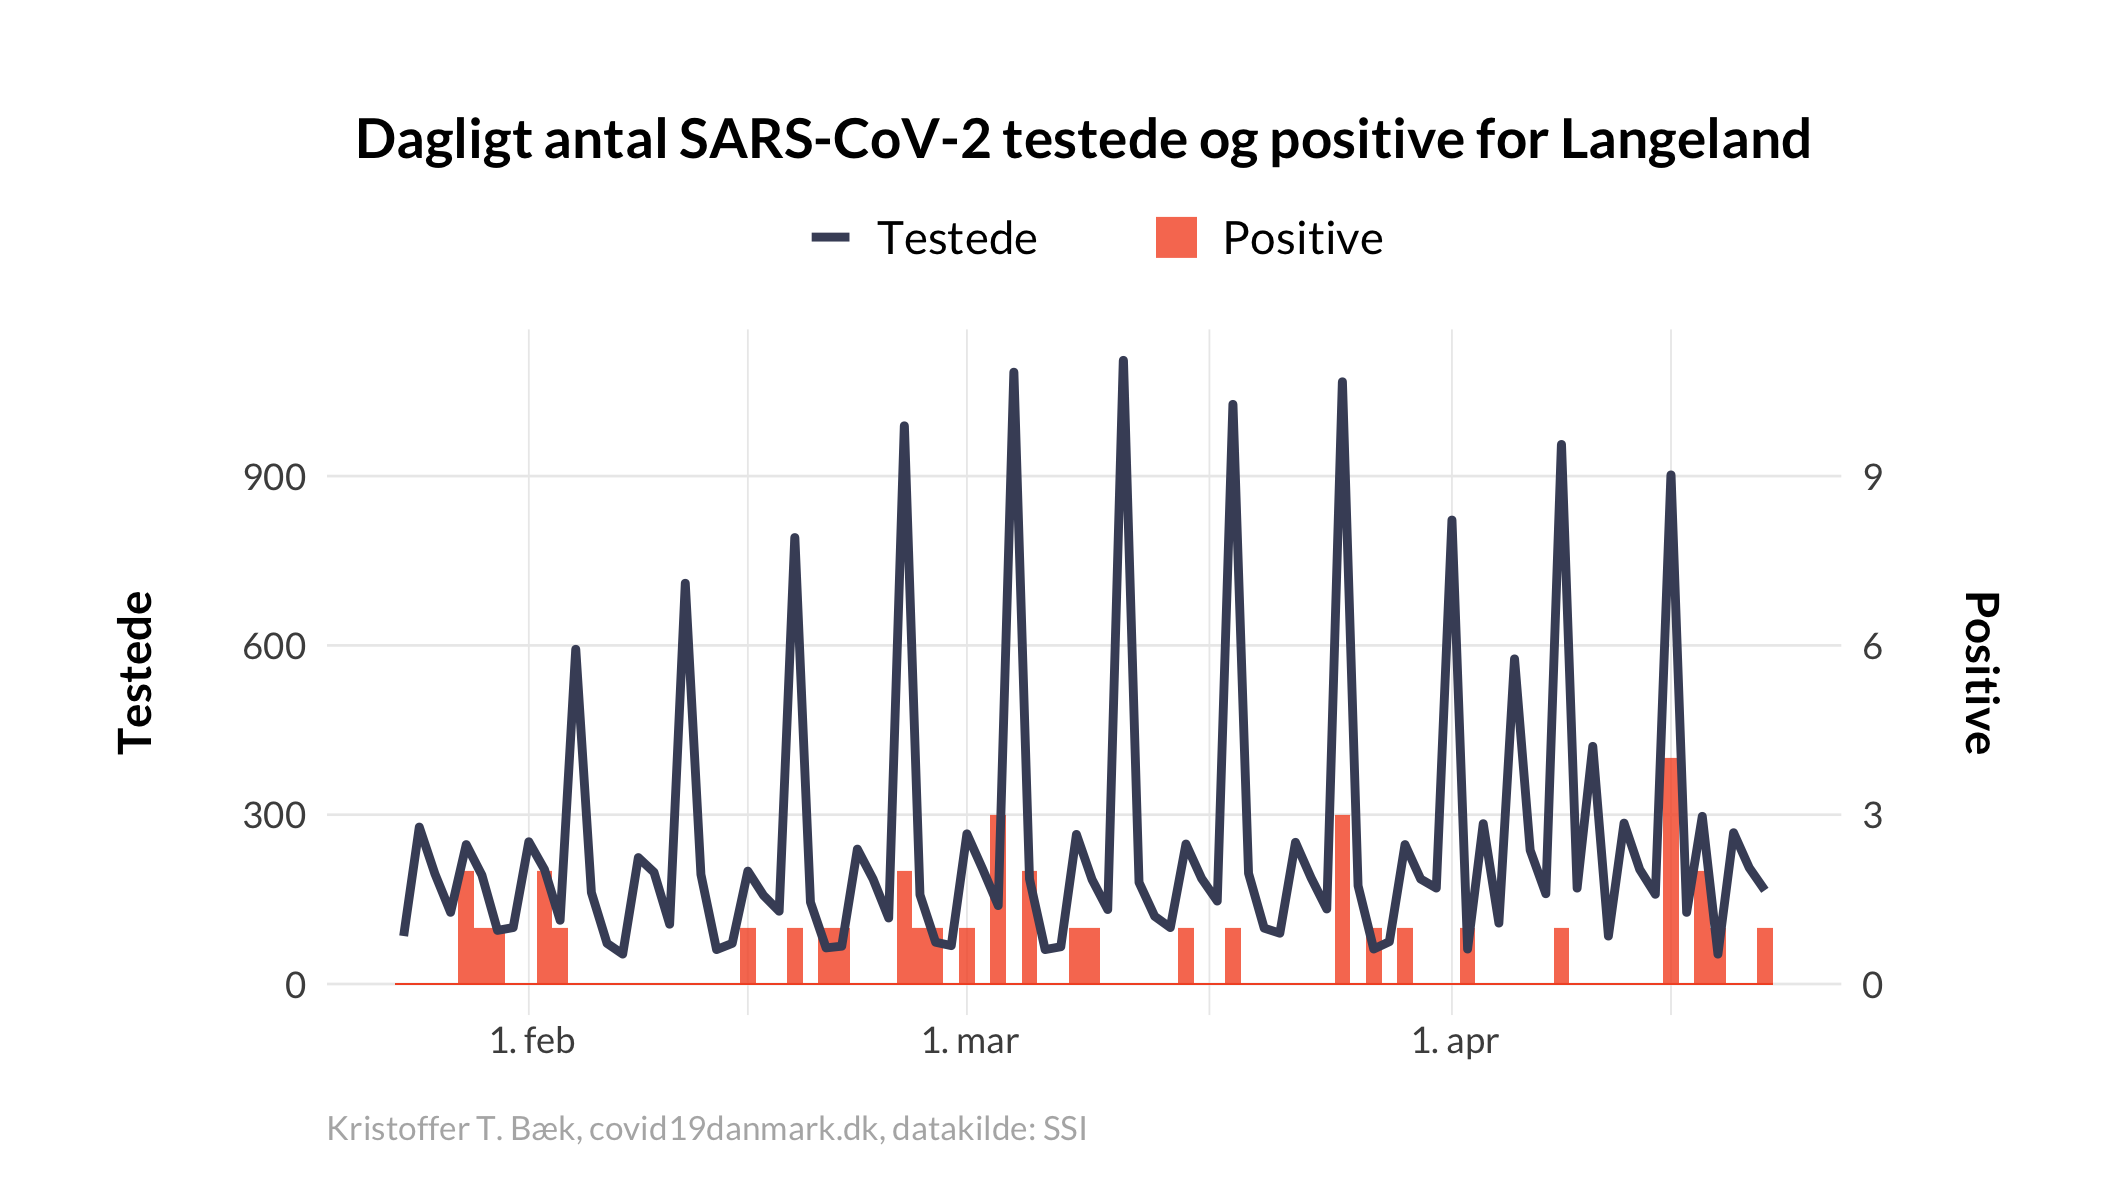 Dagligt antal SARS-CoV-2 testede og positive for Langeland
Testede
Positive
Testede
900
600
300
0
9
6
3
0
Positive
1. feb
1. mar
1. apr
Kristoffer T. Bæk, covid19danmark.dk, datakilde: SSI